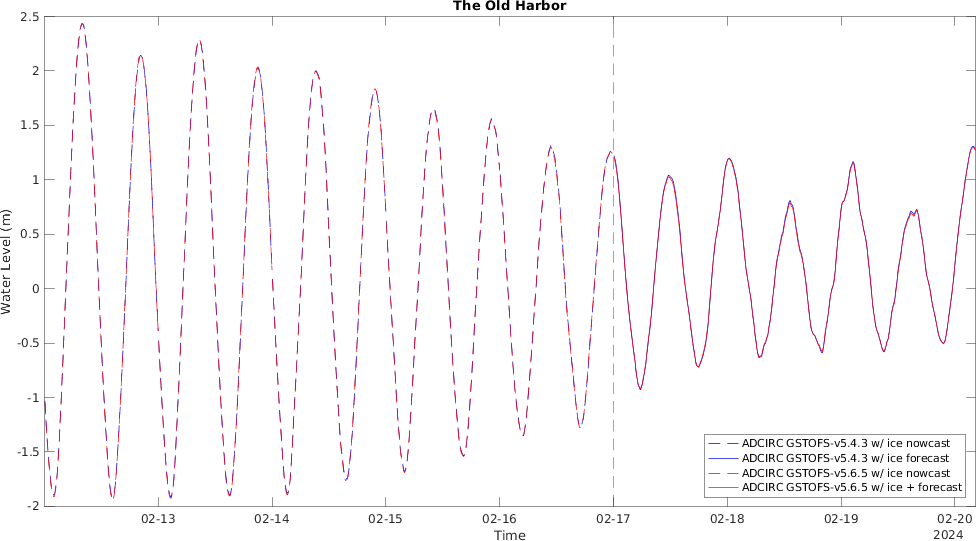 The Old Harbor
Water Level (m)
2.5
2
1.5
1
0.5
0
-0.5
-1
-1.5
-2
02-13
02-14
02-15
02-16
02-17
02-18
02-19
02-20
2024
Time
ADCIRC GSTOFS-v5.4.3 w/ ice nowcast
ADCIRC GSTOFS-v5.4.3 w/ ice forecast
ADCIRC GSTOFS-v5.6.5 w/ ice nowcast
ADCIRC GSTOFS-v5.6.5 w/ ice + forecast